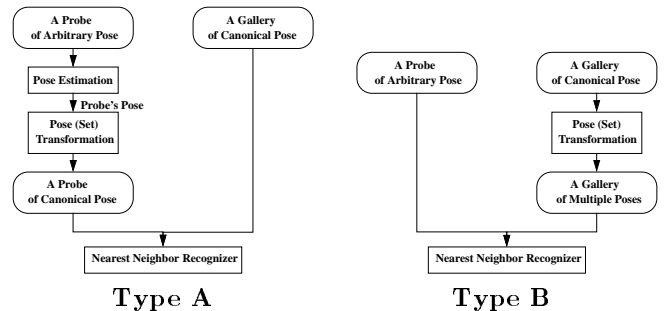 A Probe
of Arbitrary Pose
A Gallery
of Canonical Pose
Pose Estimation
Probe's Pose
Pose (Set)
Transformation
A Probe
of Canonical Pose
Nearest Neighbor Recognizer
Type A
A Probe
of Arbitrary Pose
A Gallery
of Canonical Pose
Pose (Set)
Transformation
A Gallery
of Multiple Poses
Nearest Neighbor Recognizer
Type B